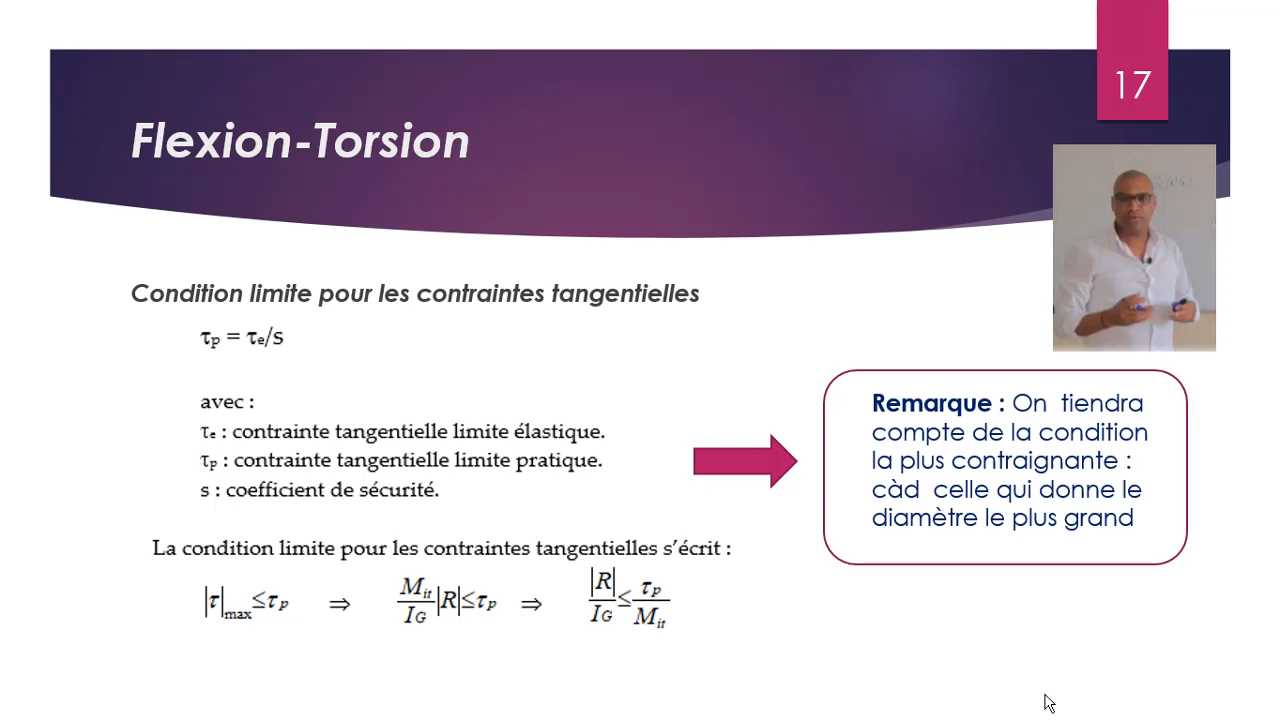 17
Flexion-Torsion
Condition limite pour les contraintes tangentielles
τp = τe/s
avec :
τe : contrainte tangentielle limite élastique.
τp : contrainte tangentielle limite pratique.
s : coefficient de sécurité.
La condition limite pour les contraintes tangentielles s'écrit :
|τ|max ≤ τp ⇒ Mit/IG |R| ≤ τp ⇒ |R|/IG ≤ τp/Mit
Remarque : On tiendra
compte de la condition
la plus contraignante :
càd celle qui donne le
diamètre le plus grand